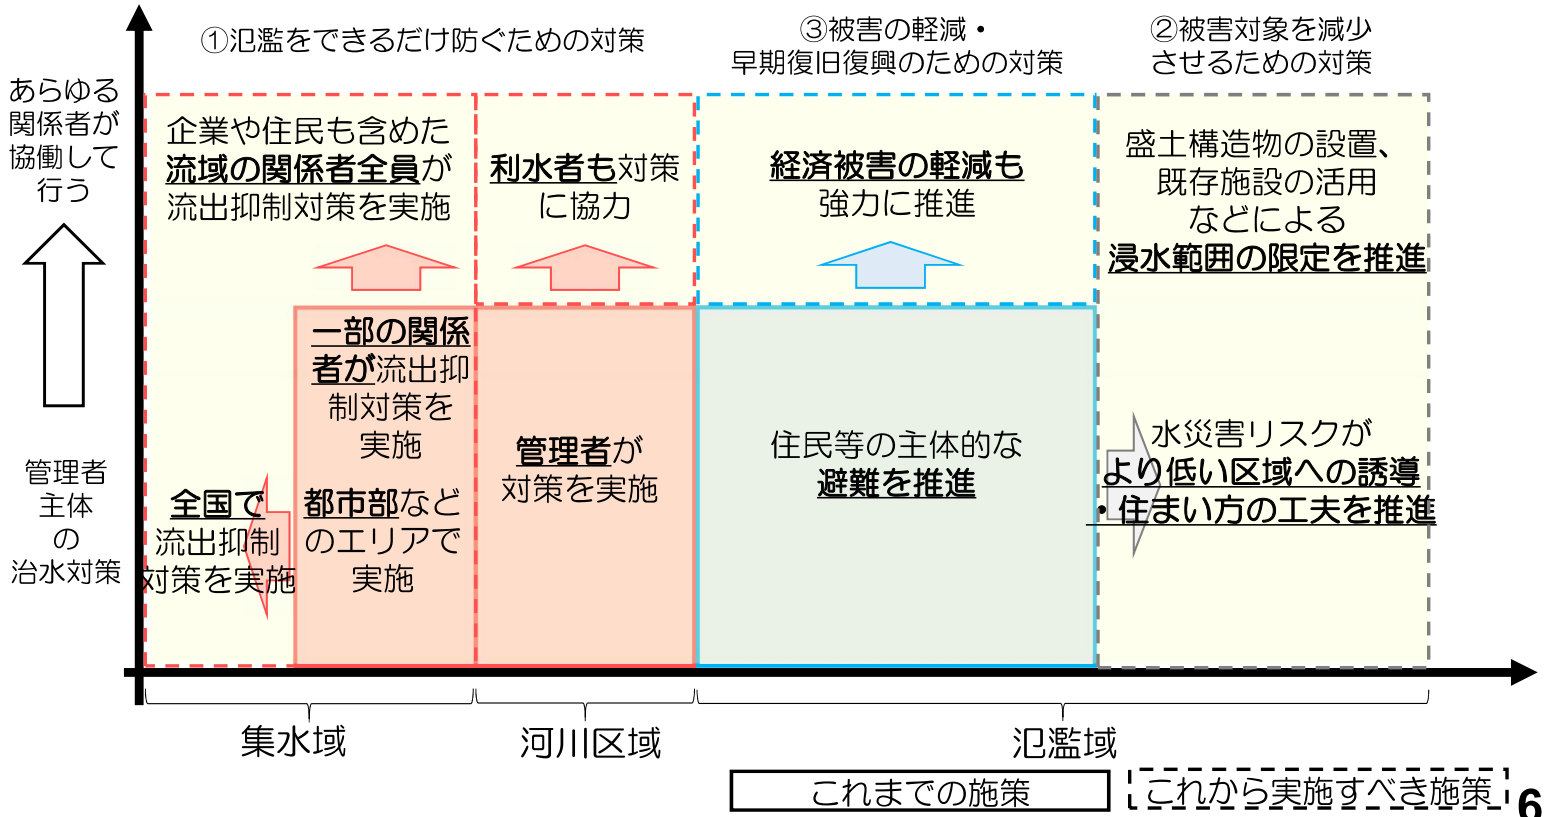 ①氾濫をできるだけ防ぐための対策
③被害の軽減・
早期復旧復興のための対策
②被害対象を減少
させるための対策
あらゆる
関係者が
協働して
行う
管理者
主体
の
治水対策
企業や住民も含めた
流域の関係者全員が
流出抑制対策を実施
利水者も対策
に協力
経済被害の軽減も
強力に推進
盛土構造物の設置、
既存施設の活用
などによる
浸水範囲の限定を推進
一部の関係
者が流出抑
制対策を
実施
全国で
流出抑制
対策を実施
都市部など
のエリアで
実施
管理者が
対策を実施
住民等の主体的な
避難を推進
水災害リスクが
より低い区域への誘導
・住まい方の工夫を推進
集水域
河川区域
氾濫域
これまでの施策
これから実施すべき施策
6